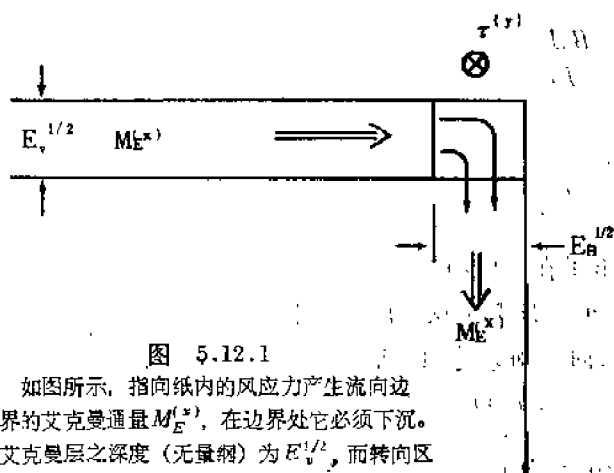 τ^(y)
E_v^1/2 M_E^(x)
E_H^1/2
M_E^(x)
图 5.12.1
如图所示,指向纸内的风应力产生流向边
界的艾克曼通量M_E^(x),在边界处它必须下沉。
艾克曼层之深度(无量纲)为E_v^1/2,而转向区